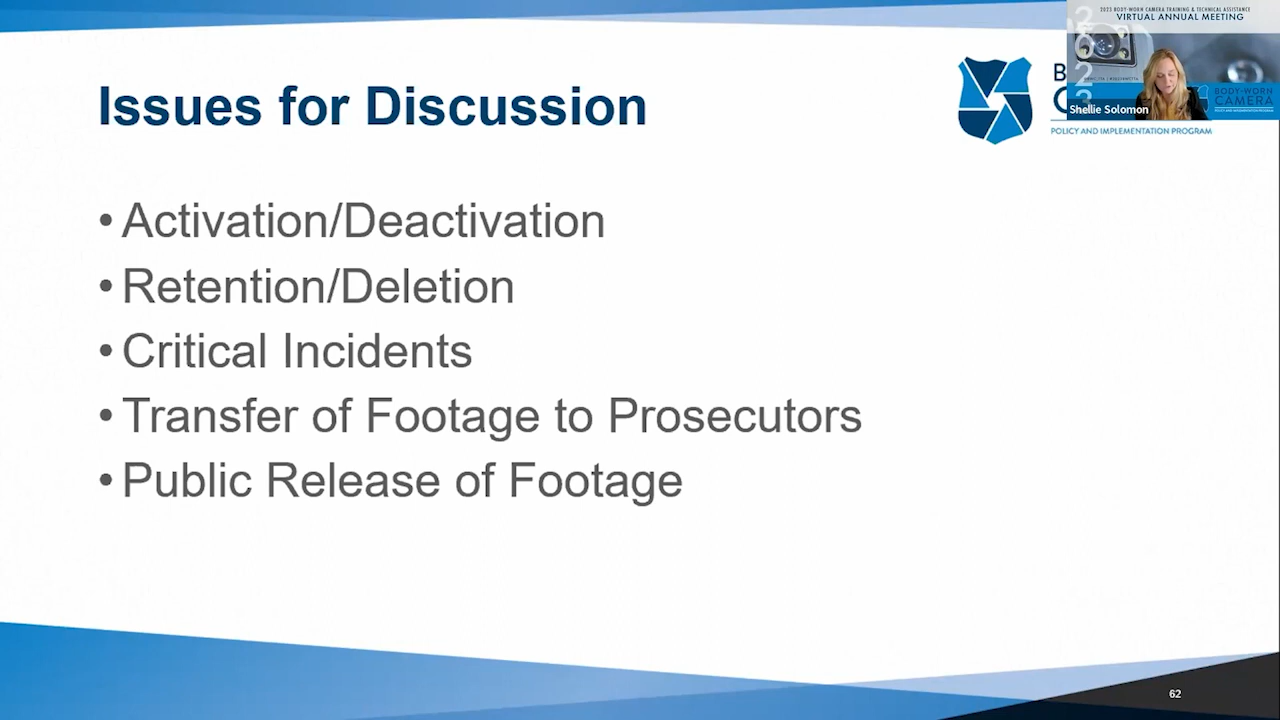 2023 BODY-WORN CAMERA TRAINING & TECHNICAL ASSISTANCE
VIRTUAL ANNUAL MEETING
Shellie Solomon
BODY-WORN
CAMERA
POLICY AND IMPLEMENTATION PROGRAM
Issues for Discussion
• Activation/Deactivation
• Retention/Deletion
• Critical Incidents
• Transfer of Footage to Prosecutors
• Public Release of Footage
62